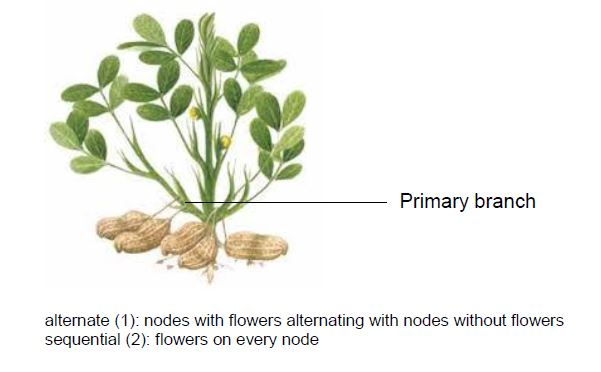 Primary branch
alternate (1): nodes with flowers alternating with nodes without flowers
sequential (2): flowers on every node